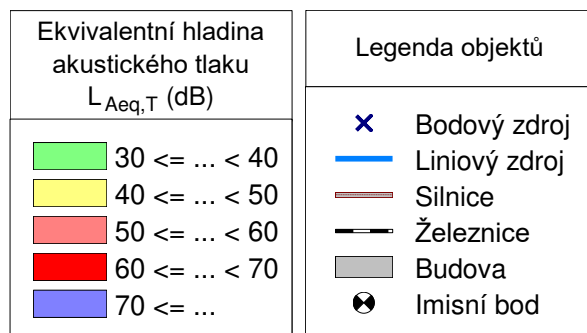 Ekvivalentní hladina
akustického tlaku
L Aeq,T (dB)
30 <= ... < 40
40 <= ... < 50
50 <= ... < 60
60 <= ... < 70
70 <= ...
Legenda objektů
Bodový zdroj
Liniový zdroj
Silnice
Železnice
Budova
Imisní bod